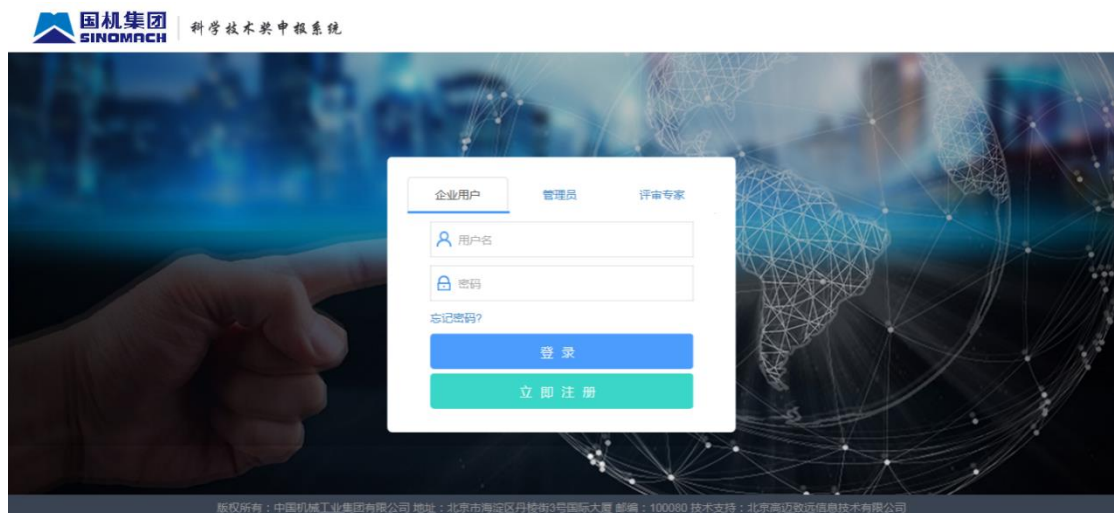 国机集团
SINOMACH
科学技术奖申报系统
企业用户 管理员 评审专家
用户名
密码
忘记密码?
登 录
立 即 注 册
版权所有：中国机械工业集团有限公司 地址：北京市海淀区丹棱街3号国际大厦 邮编：100080 技术支持：北京高迈致远信息技术有限公司